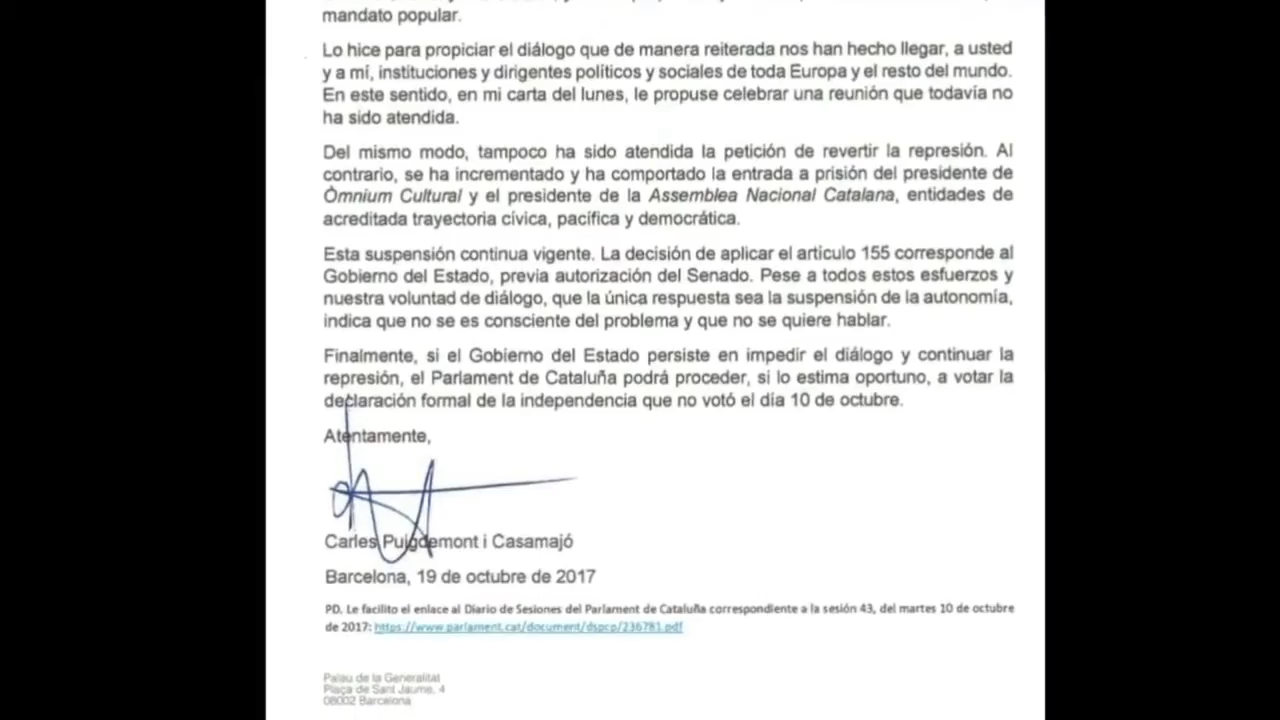 mandato popular.
Lo hice para propiciar el diálogo que de manera reiterada nos han hecho llegar, a usted
y a mí, instituciones y dirigentes políticos y sociales de toda Europa y el resto del mundo.
En este sentido, en mi carta del lunes, le propuse celebrar una reunión que todavía no
ha sido atendida.
Del mismo modo, tampoco ha sido atendida la petición de revertir la represión. Al
contrario, se ha incrementado y ha comportado la entrada a prisión del presidente de
Òmnium Cultural y el presidente de la Assemblea Nacional Catalana, entidades de
acreditada trayectoria cívica, pacífica y democrática.
Esta suspensión continua vigente. La decisión de aplicar el artículo 155 corresponde al
Gobierno del Estado, previa autorización del Senado. Pese a todos estos esfuerzos y
nuestra voluntad de diálogo, que la única respuesta sea la suspensión de la autonomía,
indica que no se es consciente del problema y que no se quiere hablar.
Finalmente, si el Gobierno del Estado persiste en impedir el diálogo y continuar la
represión, el Parlament de Cataluña podrá proceder, si lo estima oportuno, a votar la
declaración formal de la independencia que no votó el día 10 de octubre.
Atentamente,
Carles Puigdemont i Casamajó
Barcelona, 19 de octubre de 2017
PD. Le facilito el enlace al Diario de Sesiones del Parlament de Cataluña correspondiente a la sesión 43, del martes 10 de octubre
de 2017: https://www.parlament.cat/document/dspcp/236781.pdf
Palau de la Generalitat
Plaça de Sant Jaume, 4
08002 Barcelona